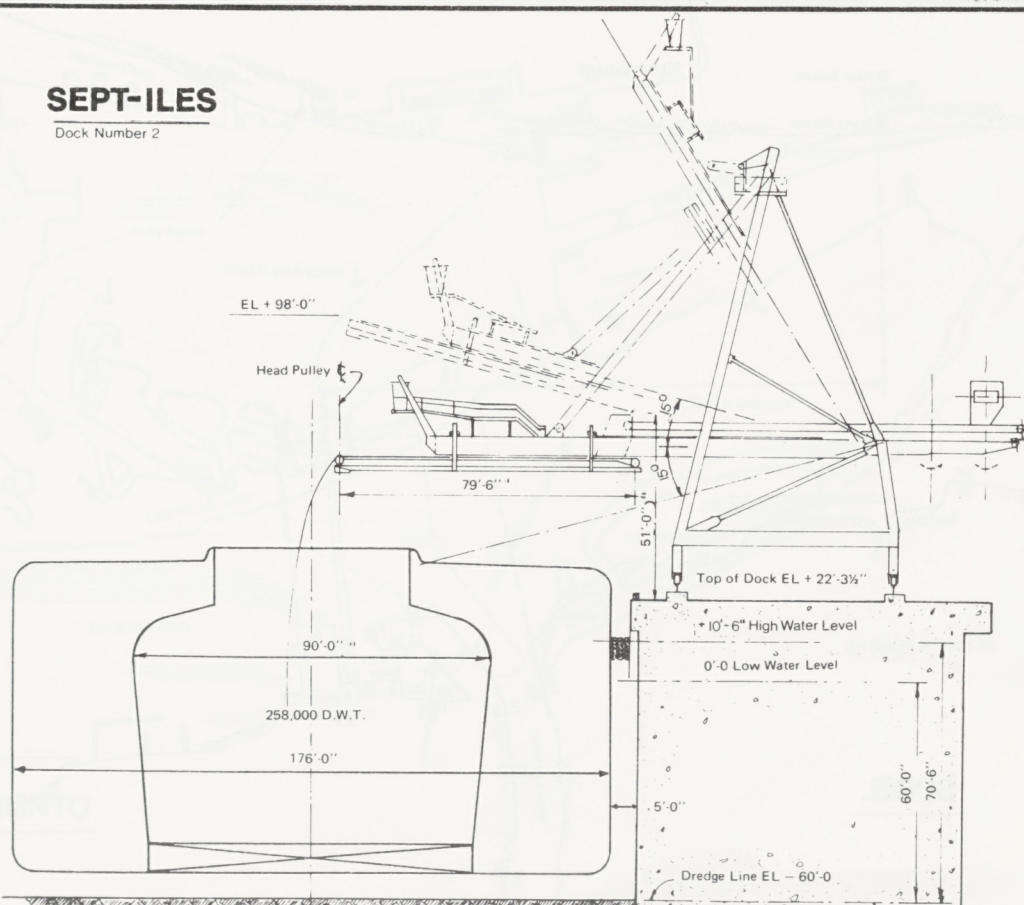 SEPT-ILES
Dock Number 2
EL + 98'-0"
Head Pulley ℄
15°
15°
79'-6"
51'-0"
Top of Dock EL + 22'-3½"
+10'-6" High Water Level
0'-0 Low Water Level
90'-0"
258,000 D.W.T.
176'-0"
5'-0"
60'-0"
70'-6"
Dredge Line EL — 60'-0